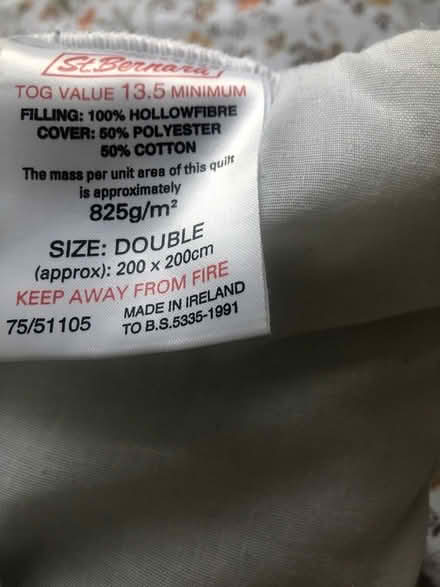 St.Bernard
TOG VALUE 13.5 MINIMUM
FILLING: 100% HOLLOWFIBRE
COVER: 50% POLYESTER
50% COTTON
The mass per unit area of this quilt
is approximately
825g/m²
SIZE: DOUBLE
(approx): 200 x 200cm
KEEP AWAY FROM FIRE
75/51105
MADE IN IRELAND
TO B.S.5335-1991